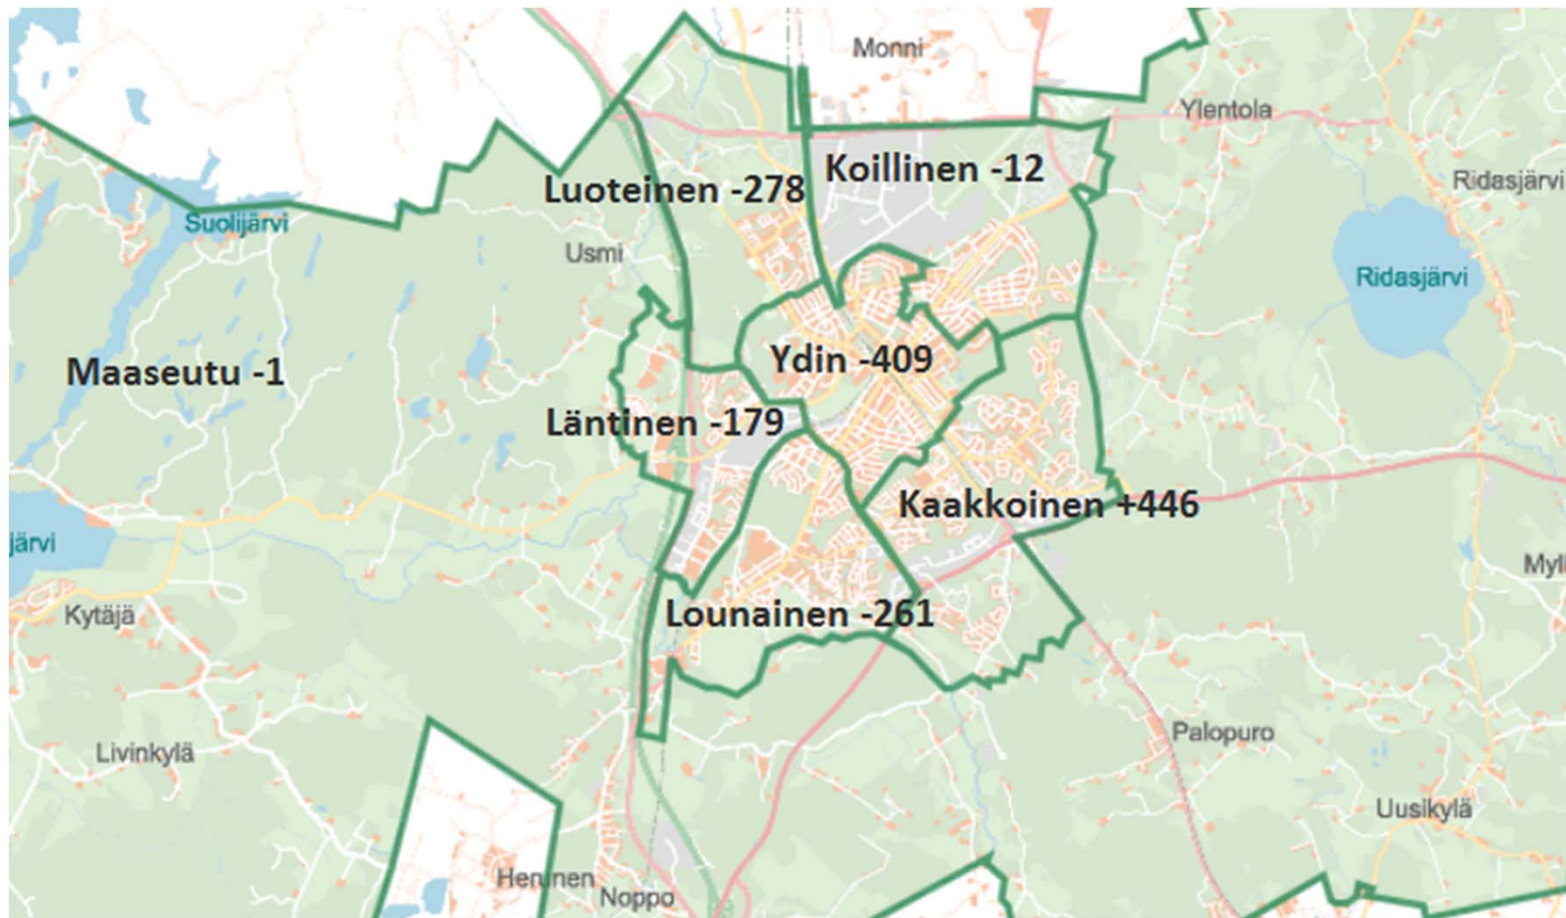 Monni
Ylentola
Koillinen -12
Ridasjärvi
Luoteinen -278
Suolijärvi
Usmi
Ridasjärvi
Ydin -409
Maaseutu -1
Läntinen -179
Kaakkoinen +446
järvi
Myll
Kytäjä
Lounainen -261
Palopuro
Livinkylä
Uusikylä
Herunen
Noppo